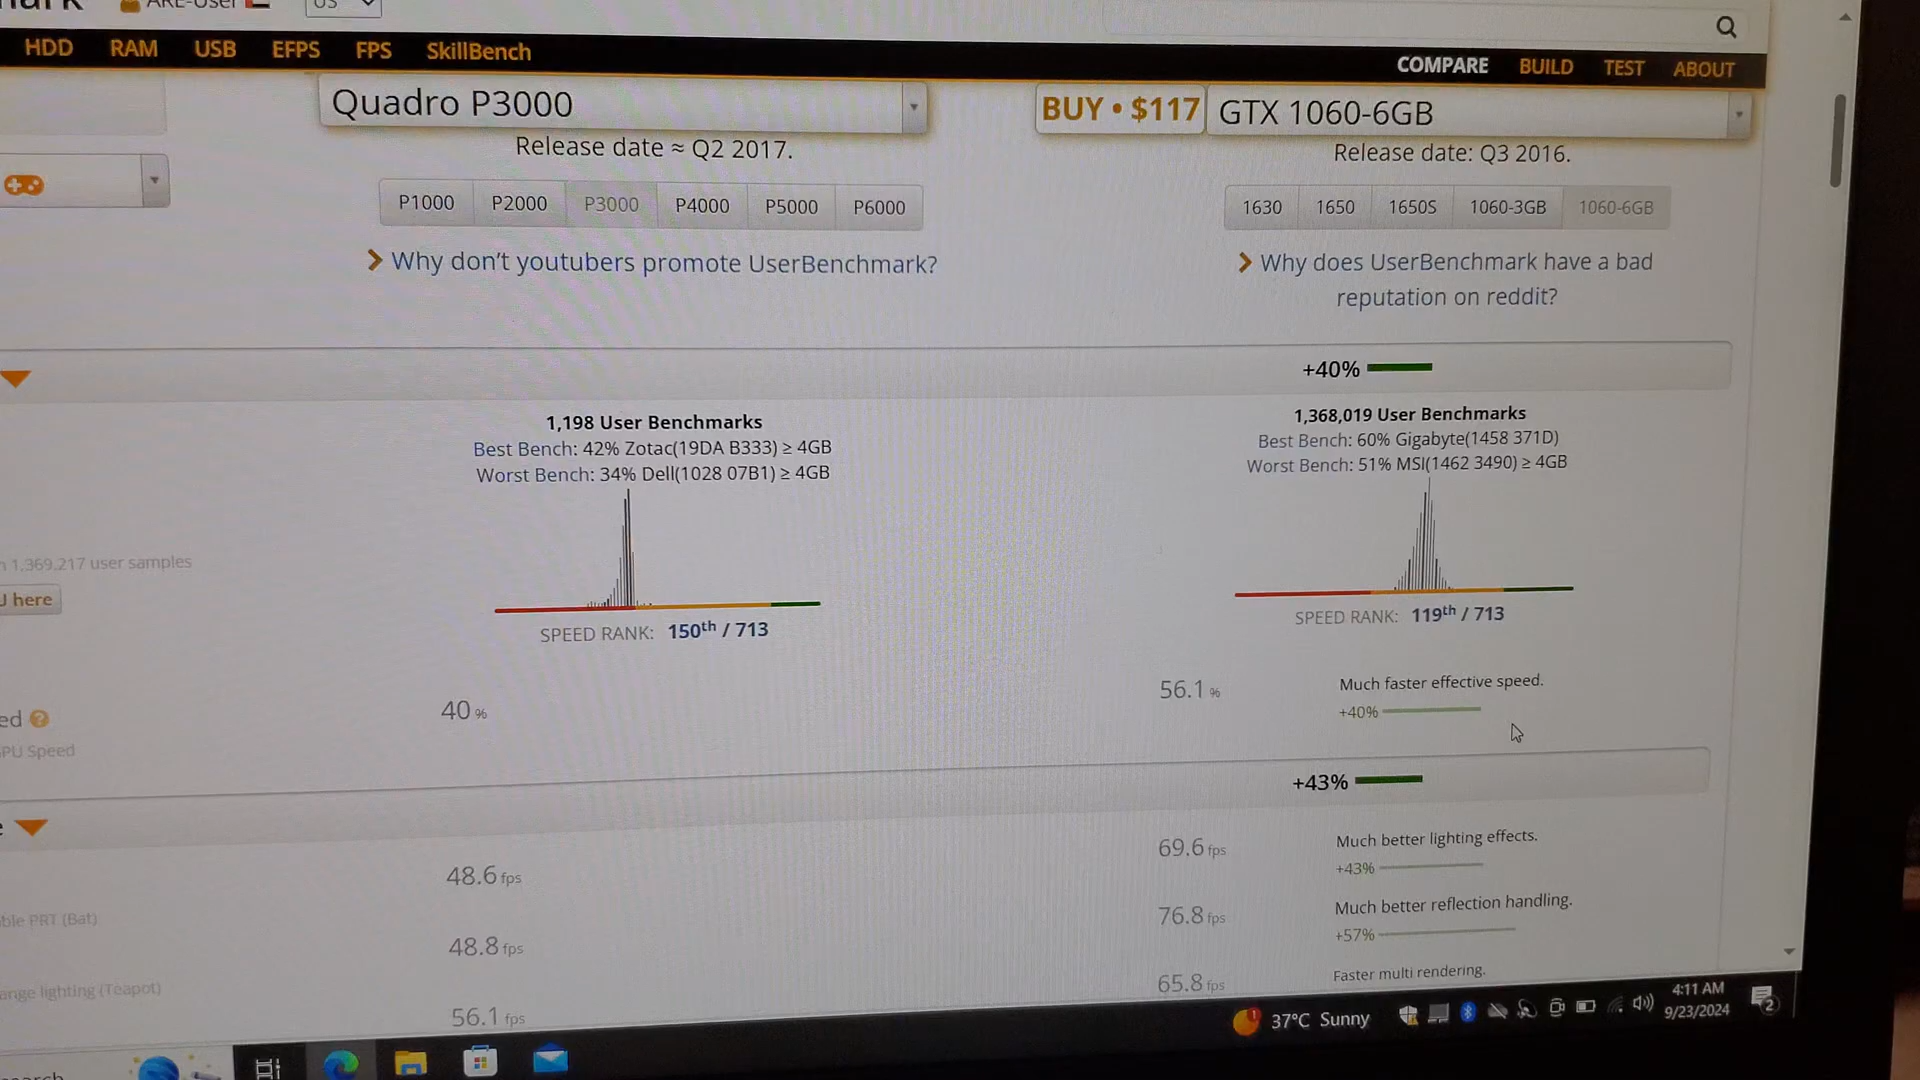 ARE-User
US
HDD RAM USB EFPS FPS SkillBench COMPARE BUILD TEST ABOUT
Quadro P3000
BUY • $117 GTX 1060-6GB
Release date ≈ Q2 2017.
Release date: Q3 2016.
P1000 P2000 P3000 P4000 P5000 P6000
1630 1650 1650S 1060-3GB 1060-6GB
Why don't youtubers promote UserBenchmark?
Why does UserBenchmark have a bad
reputation on reddit?
+40%
1,198 User Benchmarks
Best Bench: 42% Zotac(19DA B333) ≥ 4GB
Worst Bench: 34% Dell(1028 07B1) ≥ 4GB
1,368,019 User Benchmarks
Best Bench: 60% Gigabyte(1458 371D)
Worst Bench: 51% MSI(1462 3490) ≥ 4GB
1,369,217 user samples
here
SPEED RANK: 150th / 713
SPEED RANK: 119th / 713
ed
PU Speed
40 %
56.1 %
Much faster effective speed.
+40%
+43%
48.6 fps
69.6 fps
Much better lighting effects.
+43%
ble PRT (Bat)
48.8 fps
76.8 fps
Much better reflection handling.
+57%
ange lighting (Teapot)
56.1 fps
65.8 fps
Faster multi rendering.
37°C Sunny
4:11 AM
9/23/2024
2